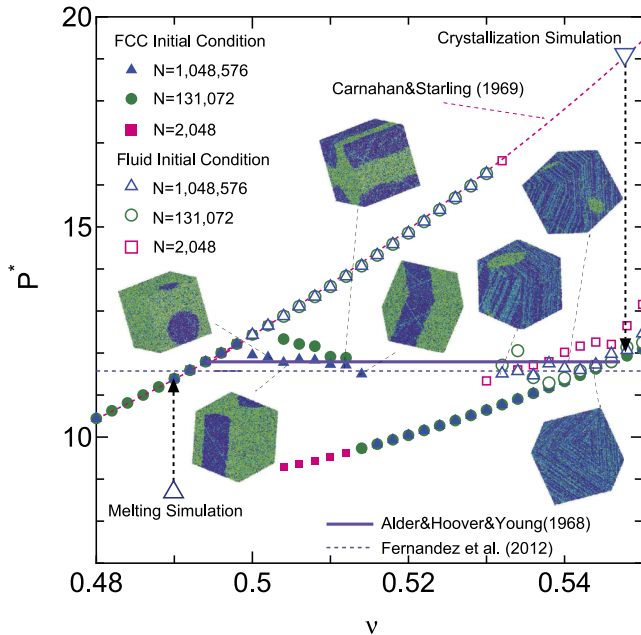 20
15
10
P*
FCC Initial Condition
N=1,048,576
N=131,072
N=2,048
Fluid Initial Condition
N=1,048,576
N=131,072
N=2,048
Crystallization Simulation
Carnahan&Starling (1969)
Melting Simulation
Alder&Hoover&Young(1968)
Fernandez et al. (2012)
0.48
0.5
0.52
0.54
ν